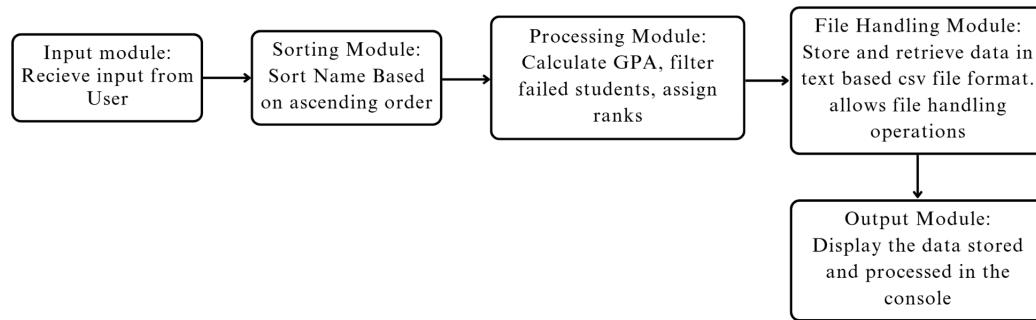 Input module:
Recieve input from
User
Sorting Module:
Sort Name Based
on ascending order
Processing Module:
Calculate GPA, filter
failed students, assign
ranks
File Handling Module:
Store and retrieve data in
text based csv file format.
allows file handling
operations
Output Module:
Display the data stored
and processed in the
console